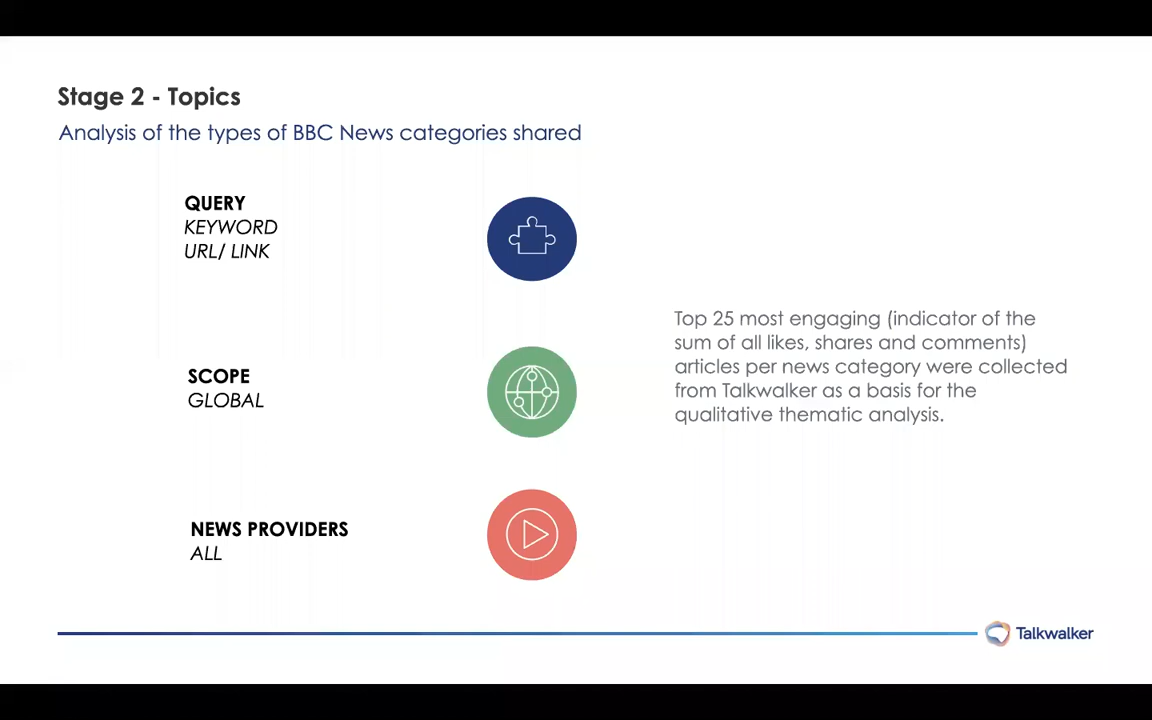 Stage 2 - Topics
Analysis of the types of BBC News categories shared
QUERY
KEYWORD
URL/ LINK
SCOPE
GLOBAL
NEWS PROVIDERS
ALL
Top 25 most engaging (indicator of the
sum of all likes, shares and comments)
articles per news category were collected
from Talkwalker as a basis for the
qualitative thematic analysis.
Talkwalker